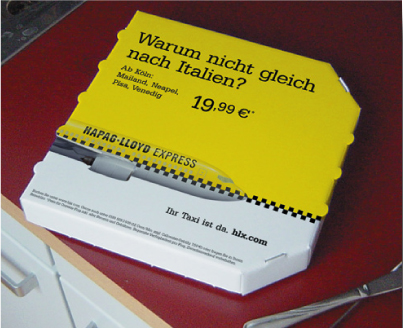 Warum nicht gleich
nach Italien?
Ab Köln:
Mailand, Neapel,
Pisa, Venedig
19,99 €*
HAPAG-LLOYD EXPRESS
Ihr Taxi ist da. hlx.com